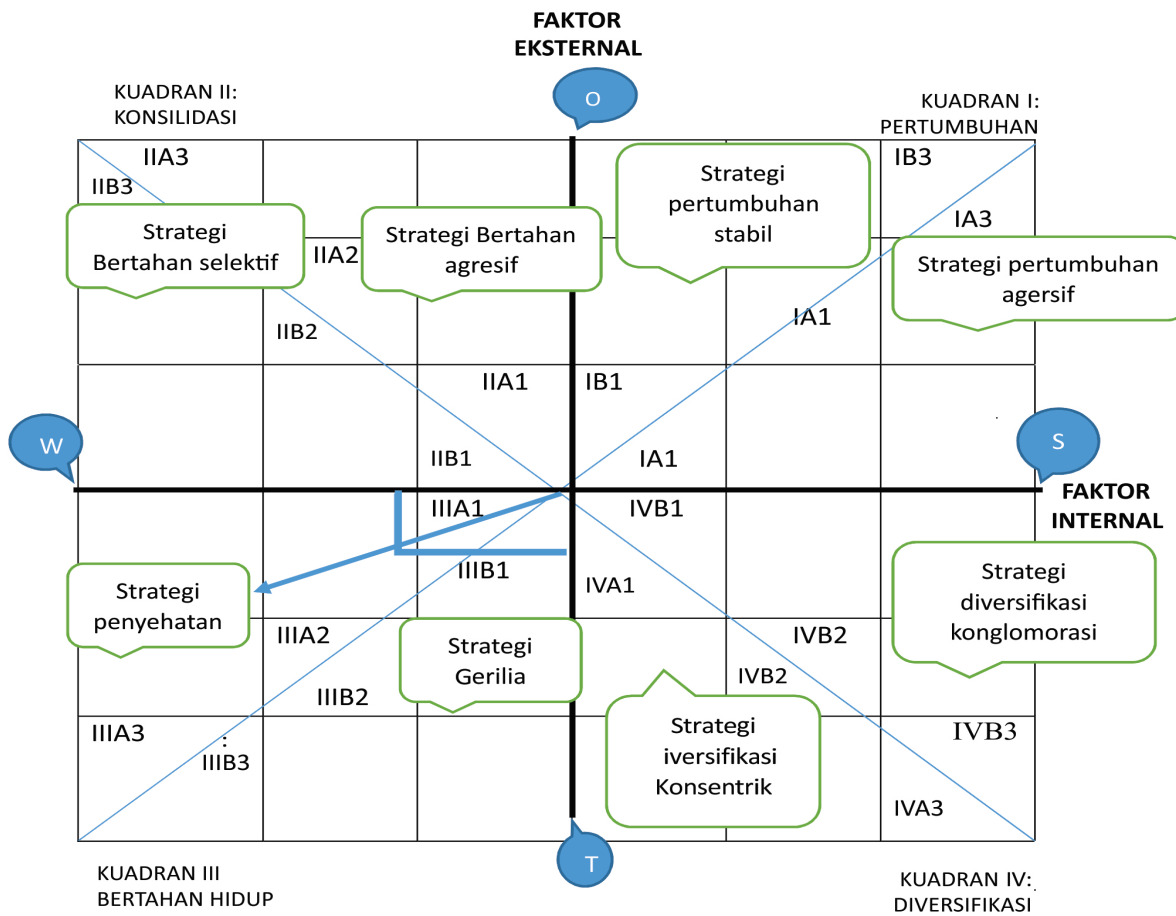 FAKTOR
EKSTERNAL
O
KUADRAN II:
KONSILIDASI
KUADRAN I:
PERTUMBUHAN
IIA3
IIB3
IB3
IA3
Strategi
Bertahan selektif
IIA2
Strategi Bertahan
agresif
Strategi
pertumbuhan
stabil
Strategi pertumbuhan
agersif
IIB2
IA1
IIA1
IB1
W
S
IIB1
IA1
FAKTOR
INTERNAL
IIIA1
IVB1
IIIB1
IVA1
Strategi
penyehatan
Strategi
diversifikasi
konglomorasi
IIIA2
Strategi
Gerilia
IVB2
IVB2
IIIB2
IIIA3
:
IIIB3
Strategi
iversifikasi
Konsentrik
IVB3
IVA3
T
KUADRAN III
BERTAHAN HIDUP
KUADRAN IV:
DIVERSIFIKASI